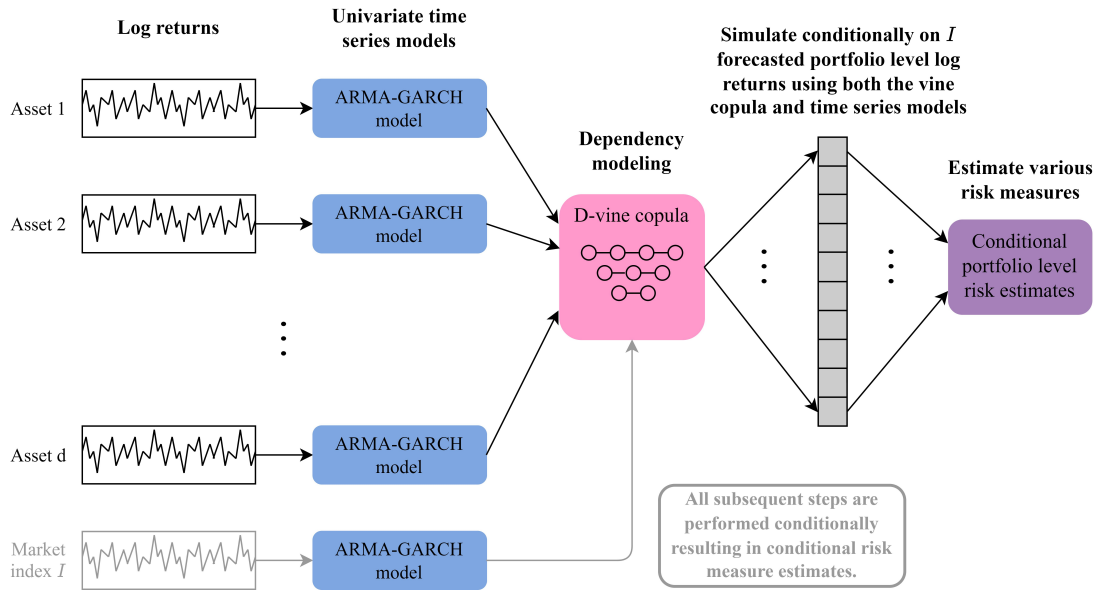 Log returns
Univariate time
series models
Simulate conditionally on I
forecasted portfolio level log
returns using both the vine
copula and time series models
Asset 1
ARMA-GARCH
model
Dependency
modeling
Estimate various
risk measures
Asset 2
ARMA-GARCH
model
D-vine copula
Conditional
portfolio level
risk estimates
Asset d
ARMA-GARCH
model
Market
index I
ARMA-GARCH
model
All subsequent steps are
performed conditionally
resulting in conditional risk
measure estimates.